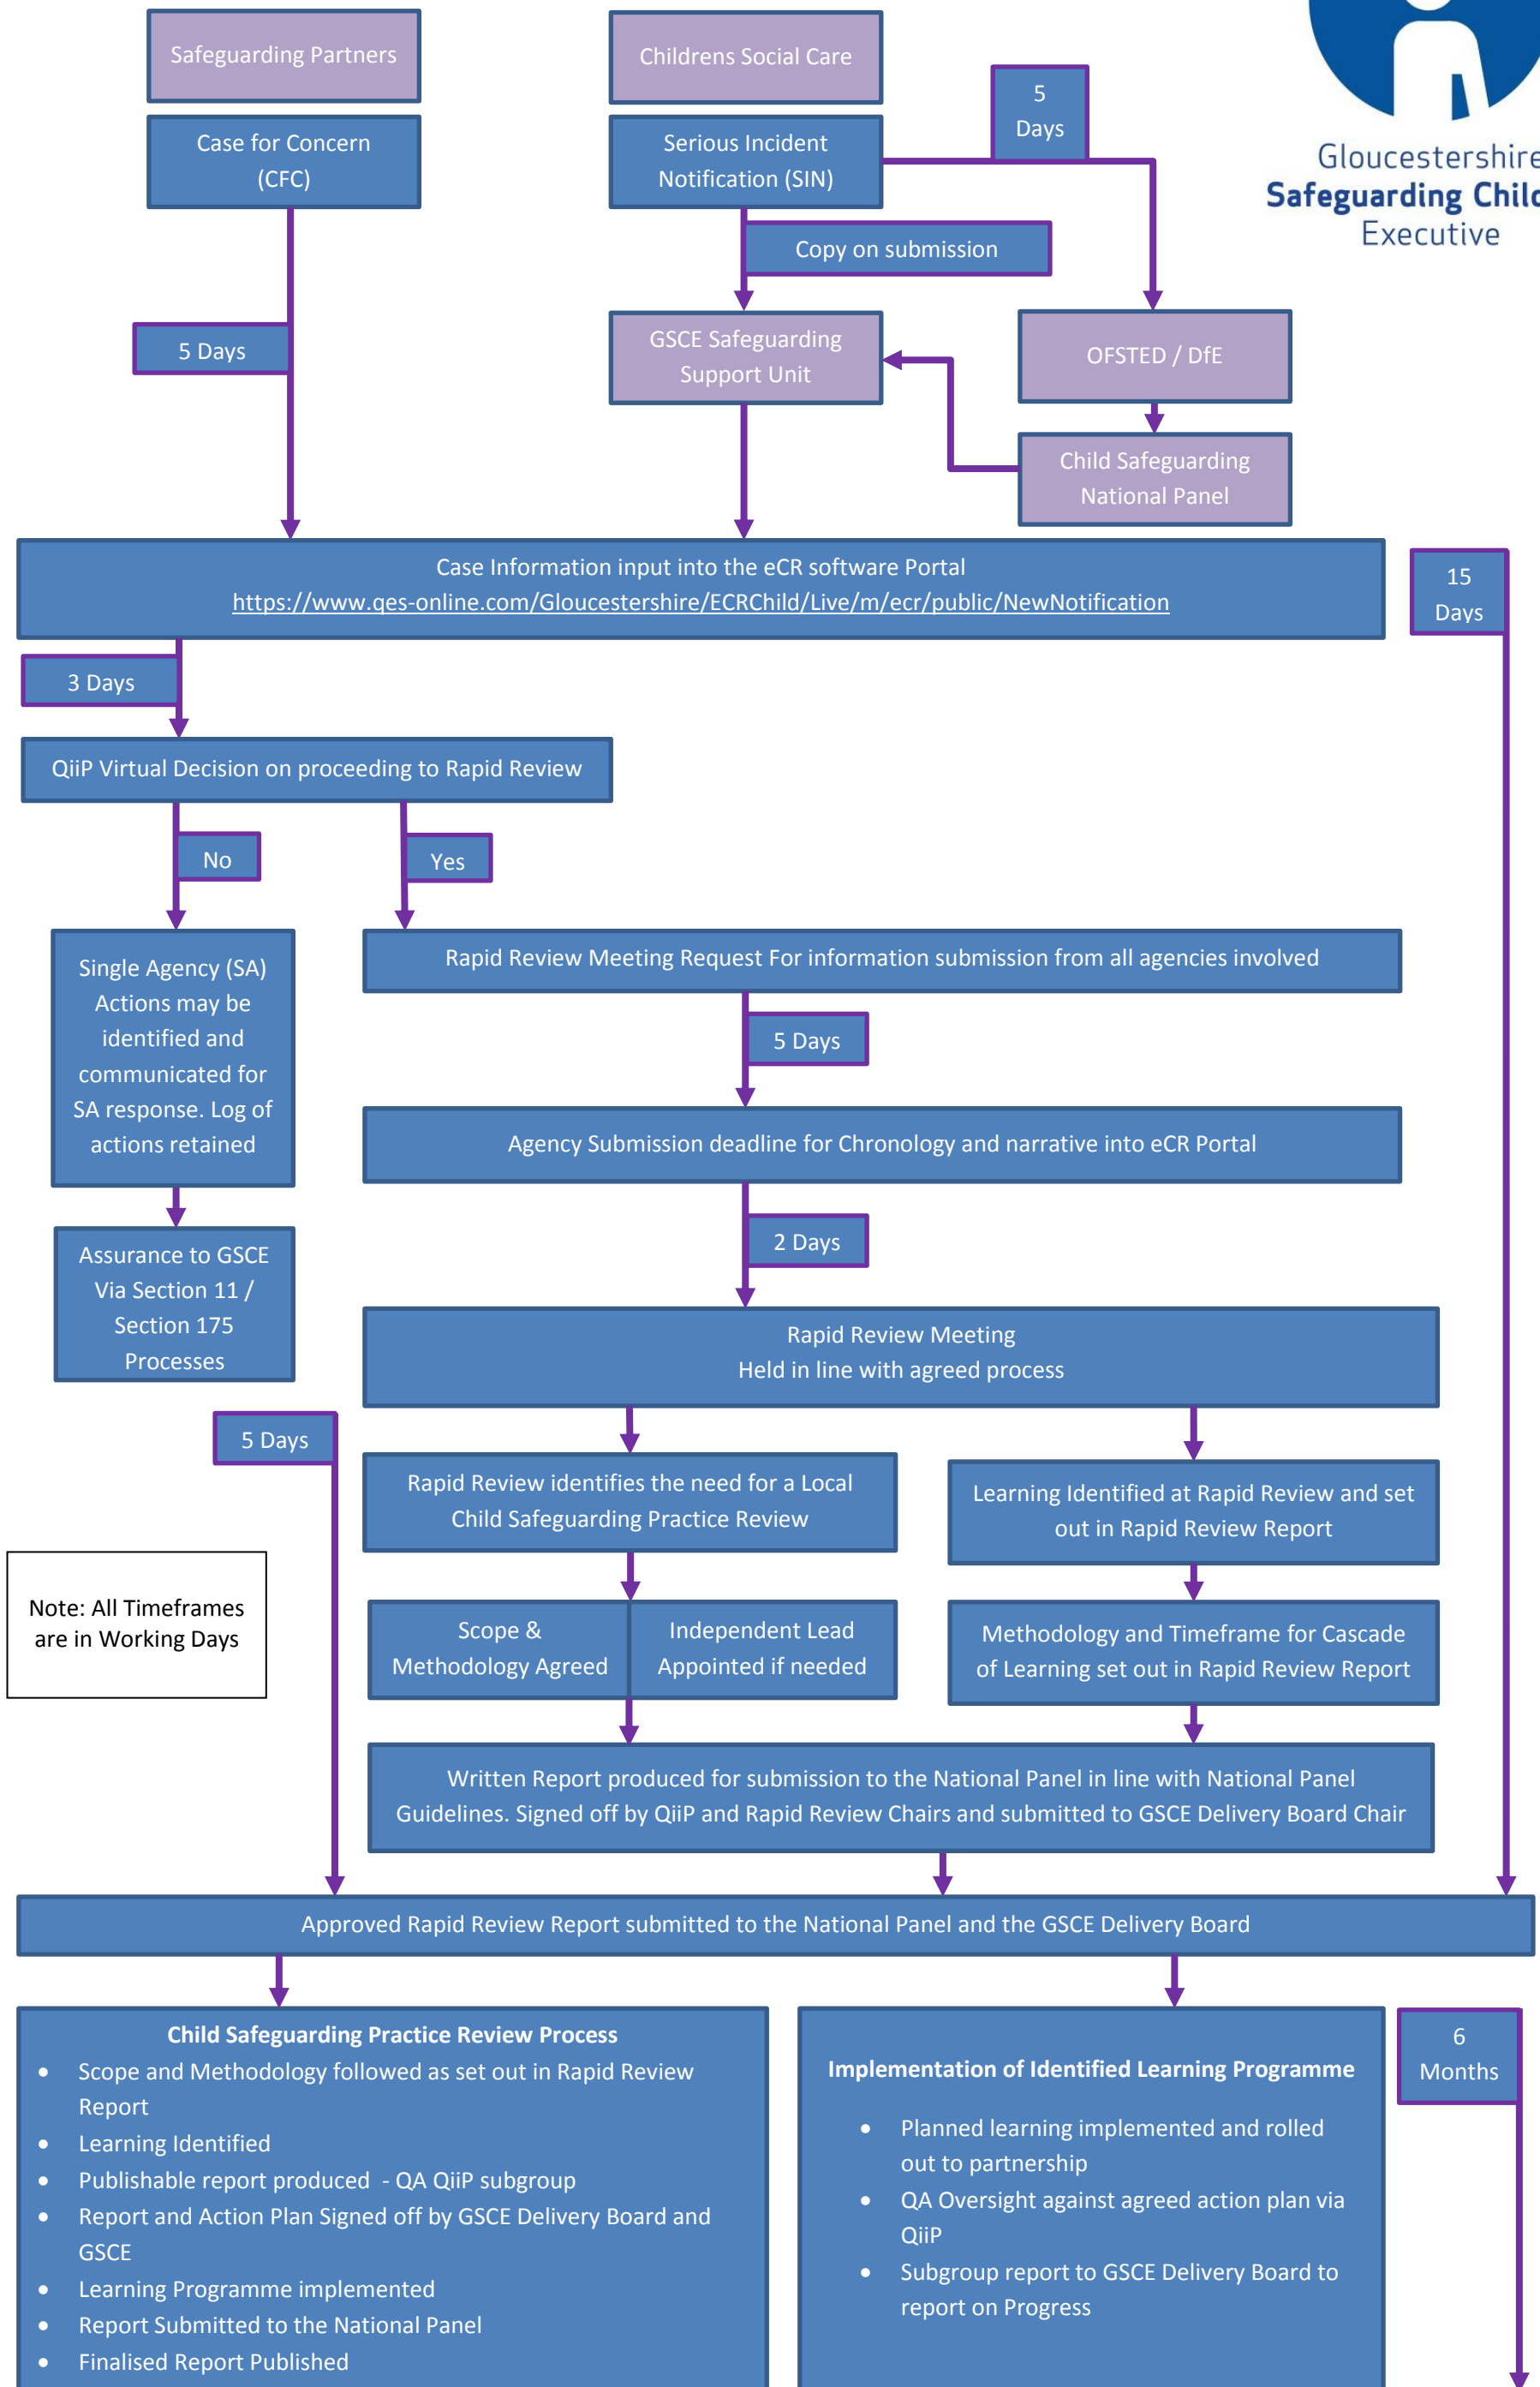 Safeguarding Partners
Childrens Social Care
5
Days
Case for Concern
(CFC)
Serious Incident
Notification (SIN)
Gloucestershire
Safeguarding Child
Executive
Copy on submission
5 Days
GSCE Safeguarding
Support Unit
OFSTED / DfE
Child Safeguarding
National Panel
Case Information input into the eCR software Portal
https://www.qes-online.com/Gloucestershire/ECRChild/Live/m/ecr/public/NewNotification
15
Days
3 Days
QiiP Virtual Decision on proceeding to Rapid Review
No
Yes
Single Agency (SA)
Actions may be
identified and
communicated for
SA response. Log of
actions retained
Rapid Review Meeting Request For information submission from all agencies involved
5 Days
Agency Submission deadline for Chronology and narrative into eCR Portal
2 Days
Assurance to GSCE
Via Section 11 /
Section 175
Processes
Rapid Review Meeting
Held in line with agreed process
5 Days
Rapid Review identifies the need for a Local
Child Safeguarding Practice Review
Learning Identified at Rapid Review and set
out in Rapid Review Report
Note: All Timeframes
are in Working Days
Scope &
Methodology Agreed
Independent Lead
Appointed if needed
Methodology and Timeframe for Cascade
of Learning set out in Rapid Review Report
Written Report produced for submission to the National Panel in line with National Panel
Guidelines. Signed off by QiiP and Rapid Review Chairs and submitted to GSCE Delivery Board Chair
Approved Rapid Review Report submitted to the National Panel and the GSCE Delivery Board
Child Safeguarding Practice Review Process
• Scope and Methodology followed as set out in Rapid Review
Report
• Learning Identified
• Publishable report produced  - QA QiiP subgroup
• Report and Action Plan Signed off by GSCE Delivery Board and
GSCE
• Learning Programme implemented
• Report Submitted to the National Panel
• Finalised Report Published
Implementation of Identified Learning Programme
• Planned learning implemented and rolled
out to partnership
• QA Oversight against agreed action plan via
QiiP
• Subgroup report to GSCE Delivery Board to
report on Progress
6
Months